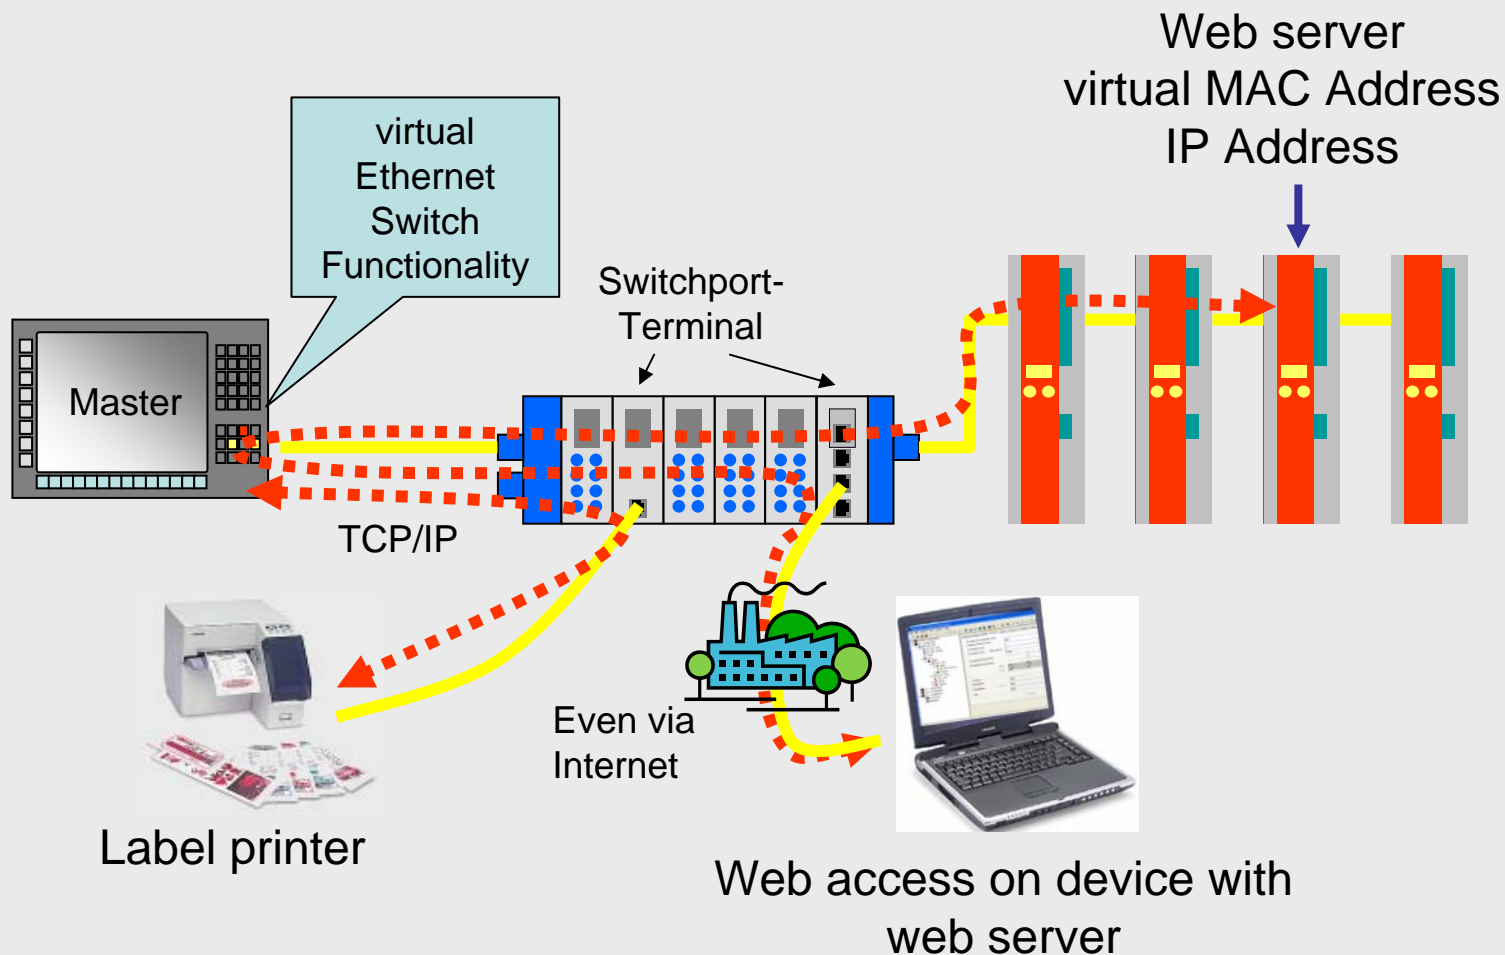 Web server
virtual MAC Address
IP Address
virtual
Ethernet
Switch
Functionality
Switchport-
Terminal
Master
TCP/IP
Even via
Internet
Label printer
Web access on device with
web server